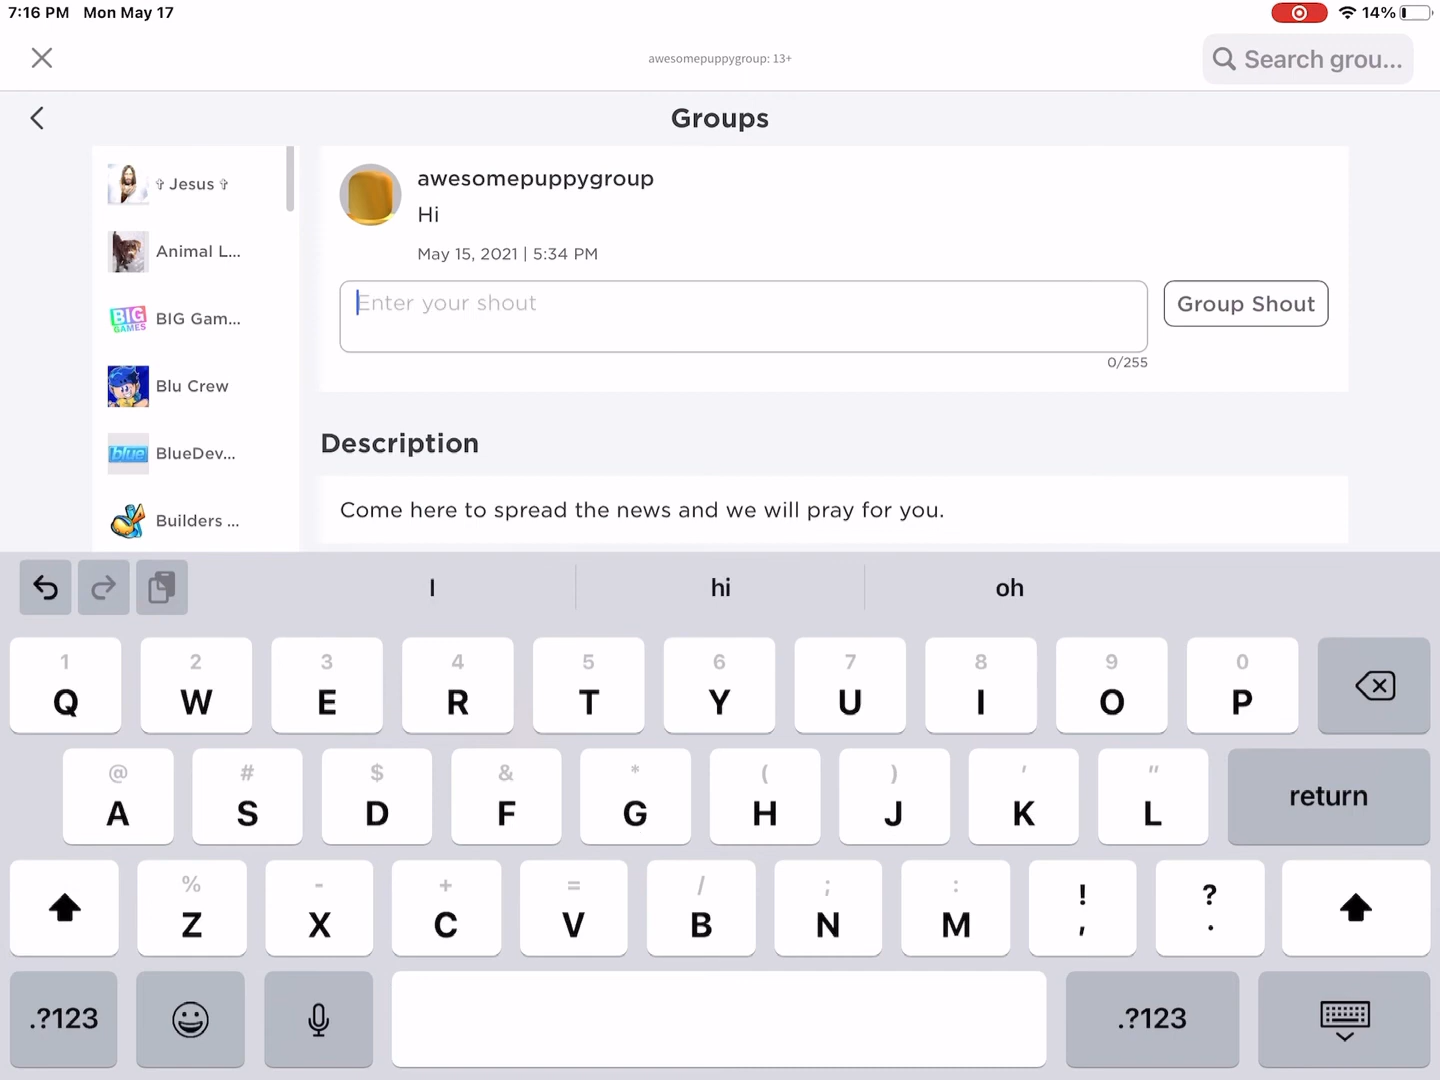 7:16 PM Mon May 17
14%
awesomepuppygroup: 13+
Search grou...
Groups
✞ Jesus ✞
Animal L...
BIG GAMES
BIG Gam...
Blu Crew
blue
BlueDev...
Builders ...
awesomepuppygroup
Hi
May 15, 2021 | 5:34 PM
Enter your shout
Group Shout
0/255
Description
Come here to spread the news and we will pray for you.
I hi oh
1 2 3 4 5 6 7 8 9 0
Q W E R T Y U I O P
@ # $ & * ( ) ' "
A S D F G H J K L return
% - + = / ; : ! ?
Z X C V B N M , .
.?123 .?123